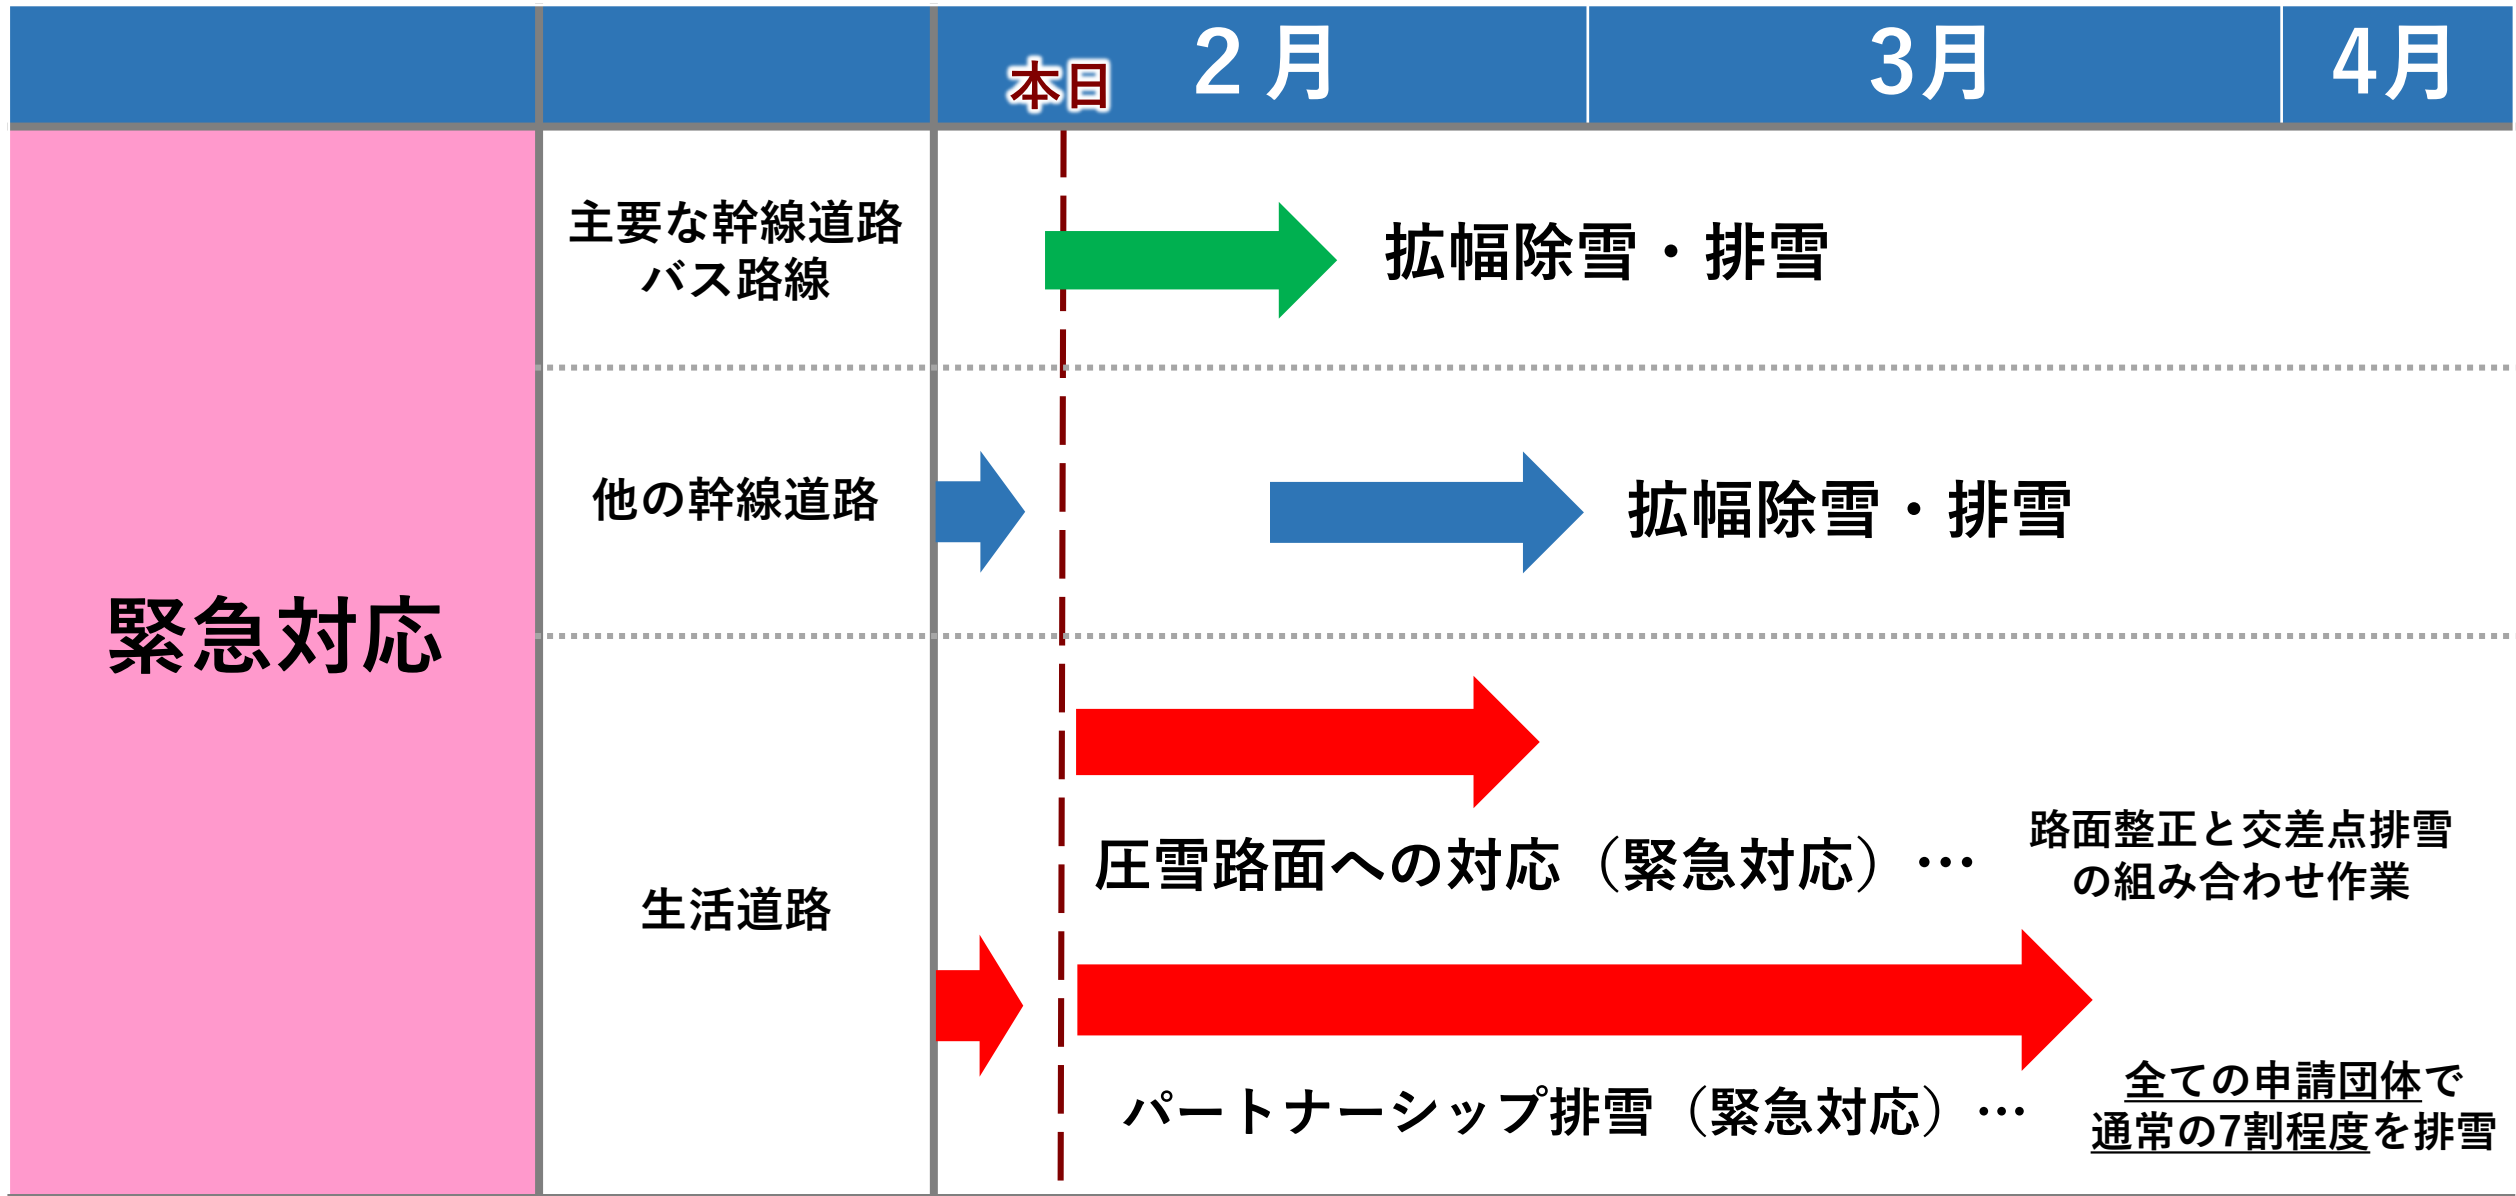 2月
3月
4月
本日
緊急対応
主要な幹線道路
バス路線
拡幅除雪・排雪
他の幹線道路
拡幅除雪・排雪
生活道路
圧雪路面への対応（緊急対応）…
路面整正と交差点排雪
の組み合わせ作業
パートナーシップ排雪（緊急対応）…
全ての申請団体で
通常の7割程度を排雪